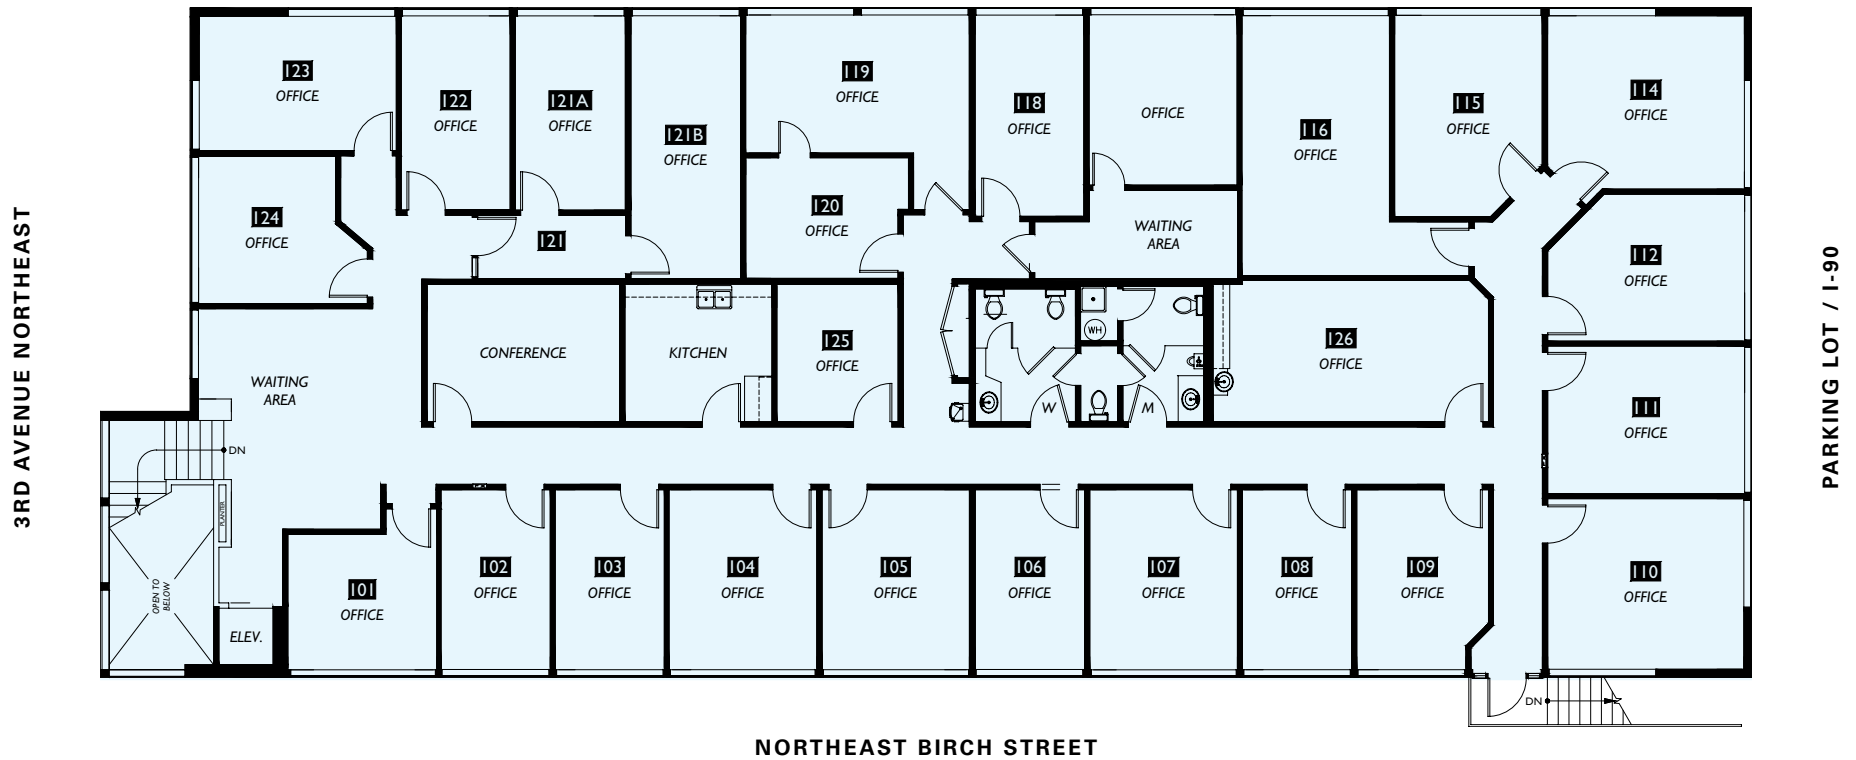 123
OFFICE
122
OFFICE
121A
OFFICE
121B
OFFICE
119
OFFICE
118
OFFICE
OFFICE
116
OFFICE
115
OFFICE
114
OFFICE
124
OFFICE
121
120
OFFICE
WAITING
AREA
112
OFFICE
3RD AVENUE NORTHEAST
PARKING LOT / I-90
WAITING
AREA
CONFERENCE
KITCHEN
125
OFFICE
WH
W
M
126
OFFICE
111
OFFICE
DN
PLANTER
OPEN TO
BELOW
ELEV.
101
OFFICE
102
OFFICE
103
OFFICE
104
OFFICE
105
OFFICE
106
OFFICE
107
OFFICE
108
OFFICE
109
OFFICE
110
OFFICE
DN
NORTHEAST BIRCH STREET